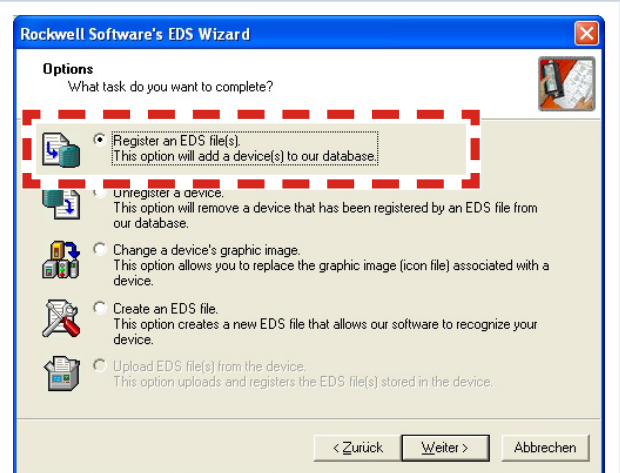 Rockwell Software's EDS Wizard
Options
What task do you want to complete?
Register an EDS file(s).
This option will add a device(s) to our database.
Unregister a device.
This option will remove a device that has been registered by an EDS file from
our database.
Change a device's graphic image.
This option allows you to replace the graphic image (icon file) associated with a
device.
Create an EDS file.
This option creates a new EDS file that allows our software to recognize your
device.
Upload EDS file(s) from the device.
This option uploads and registers the EDS file(s) stored in the device.
< Zurück Weiter > Abbrechen